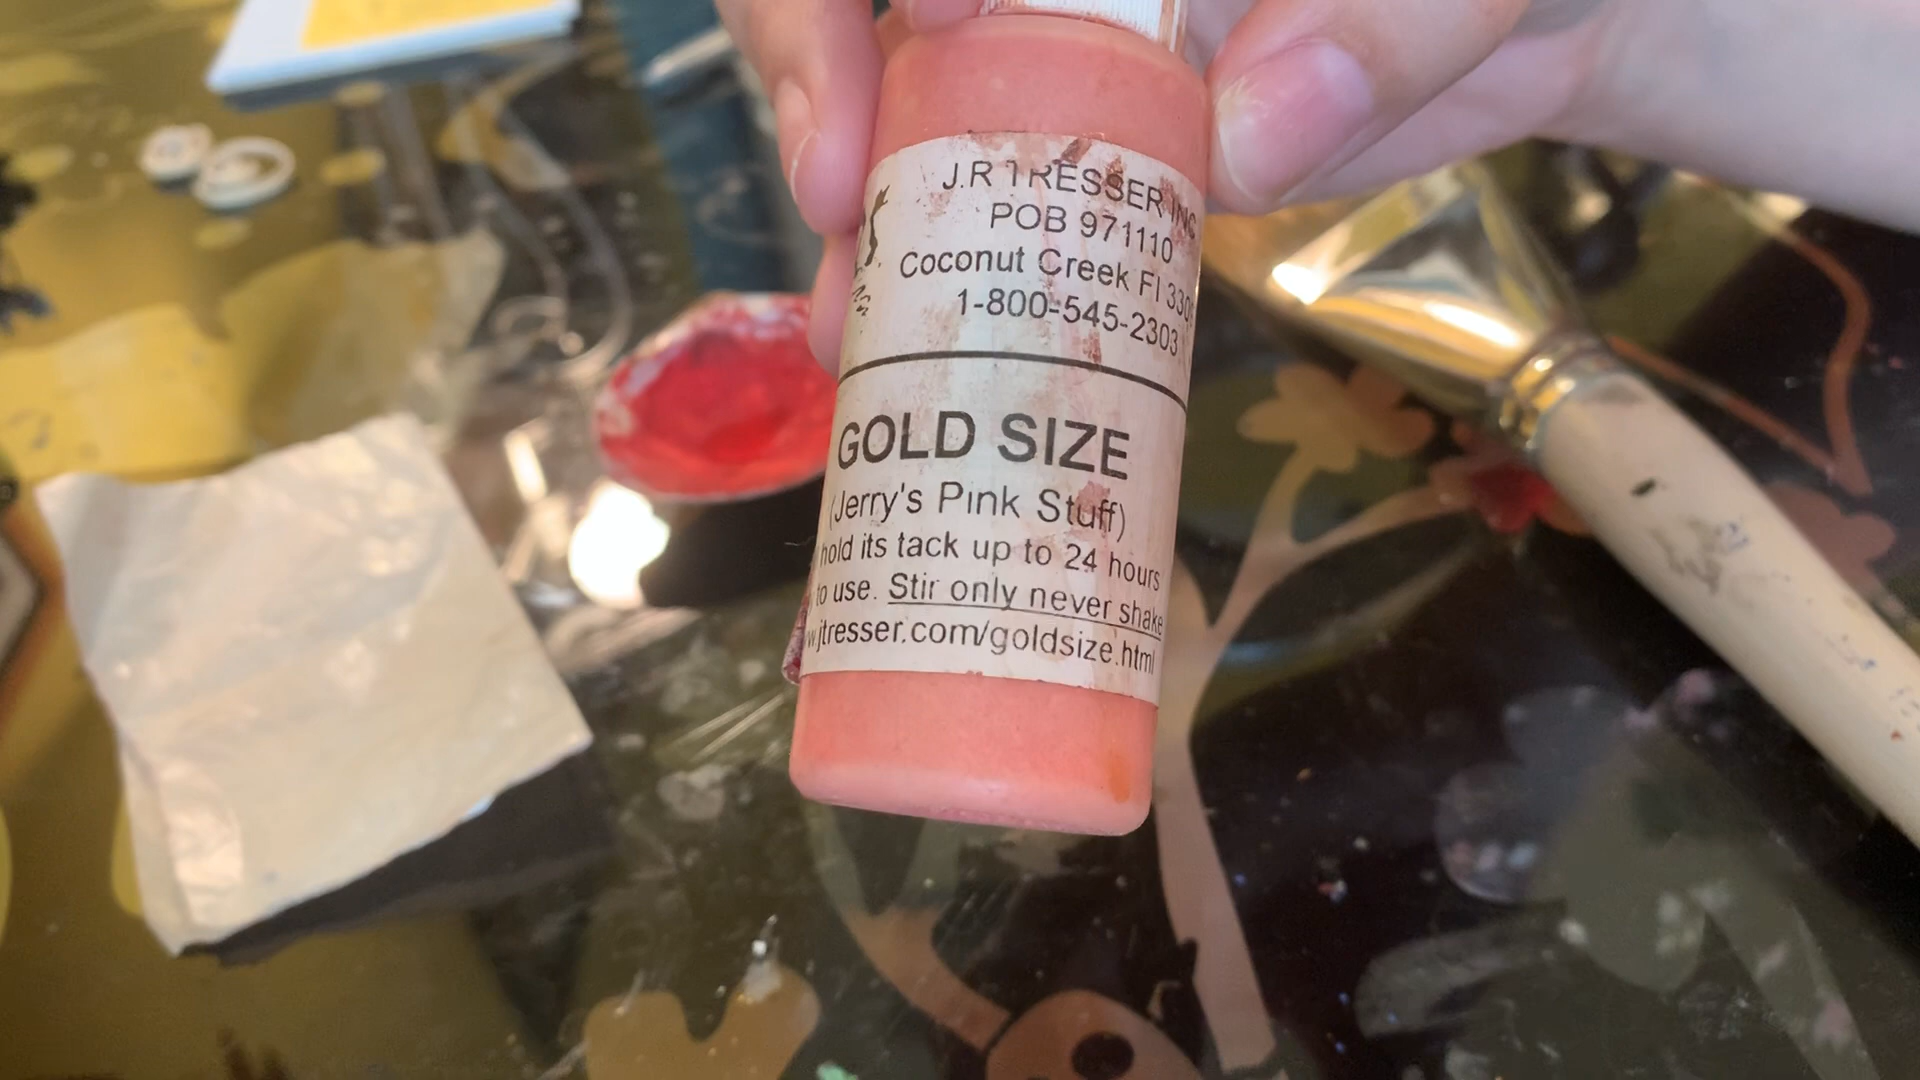 J.R TRESSER INC
POB 971110
Coconut Creek Fl
1-800-545-2303
GOLD SIZE
(Jerry's Pink Stuff)
hold its tack up to 24 hours
to use. Stir only never shake
.jtresser.com/goldsize.html